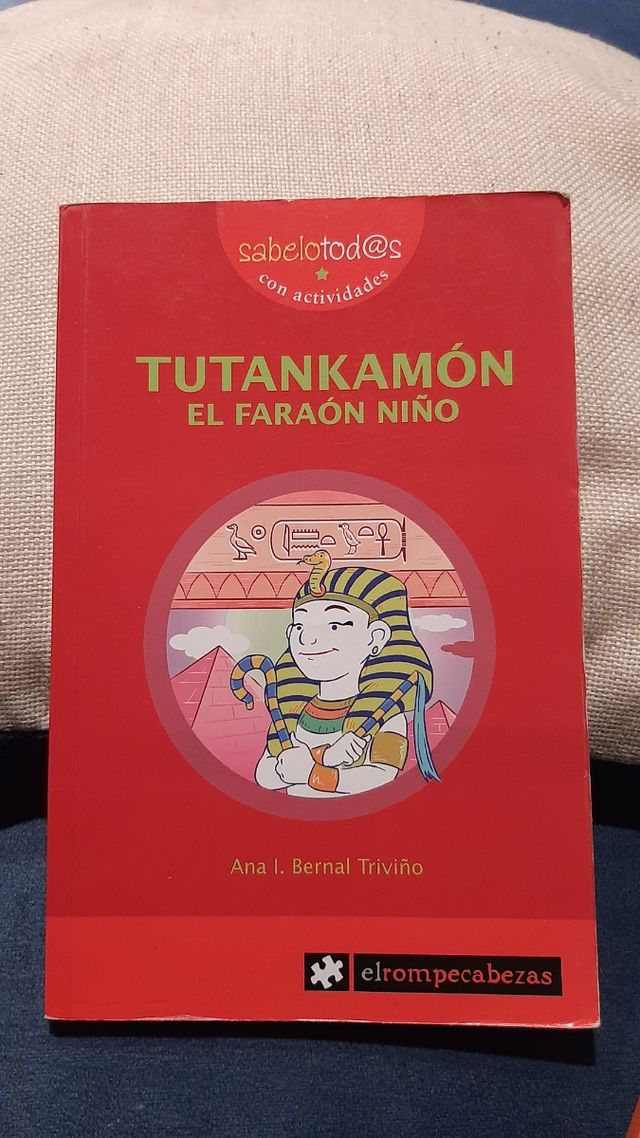 sabelotod@s
con actividades
TUTANKAMÓN
EL FARAÓN NIÑO
Ana I. Bernal Triviño
elrompecabezas